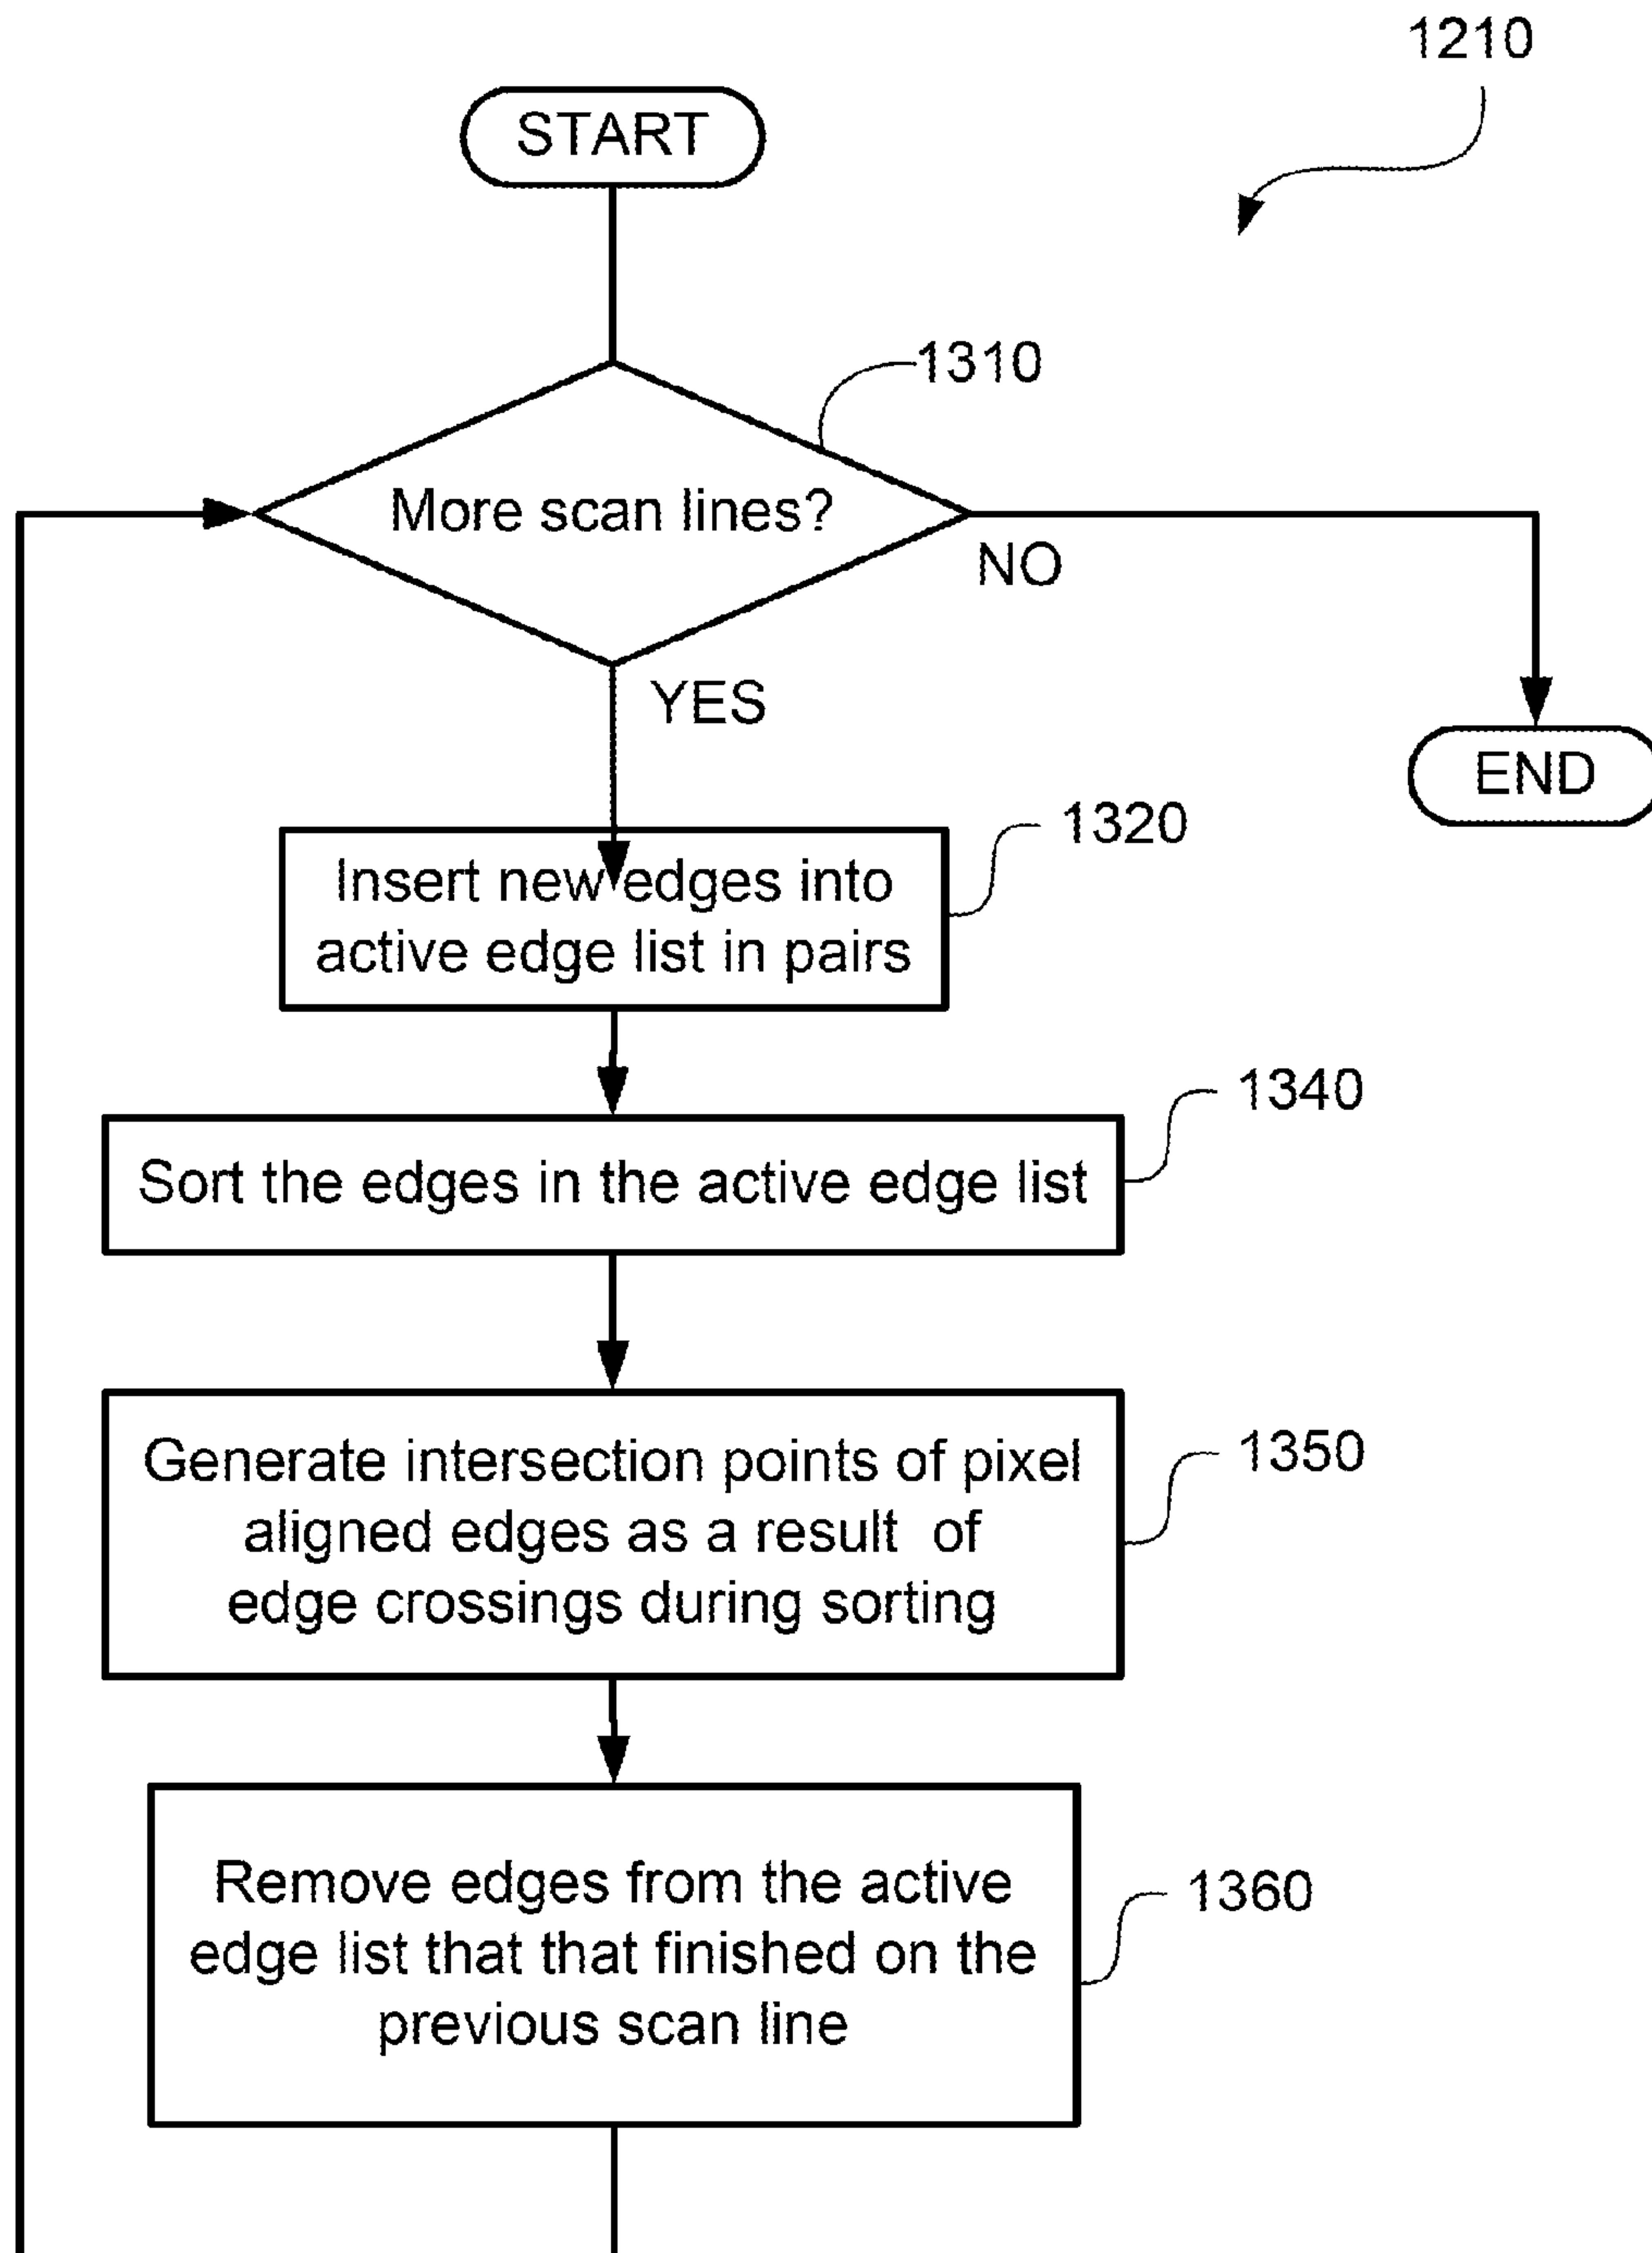 1210
START
1310
More scan lines?
NO
YES
END
1320
Insert new edges into
active edge list in pairs
1340
Sort the edges in the active edge list
Generate intersection points of pixel
aligned edges as a result of
edge crossings during sorting
1350
Remove edges from the active
edge list that that finished on the
previous scan line
1360